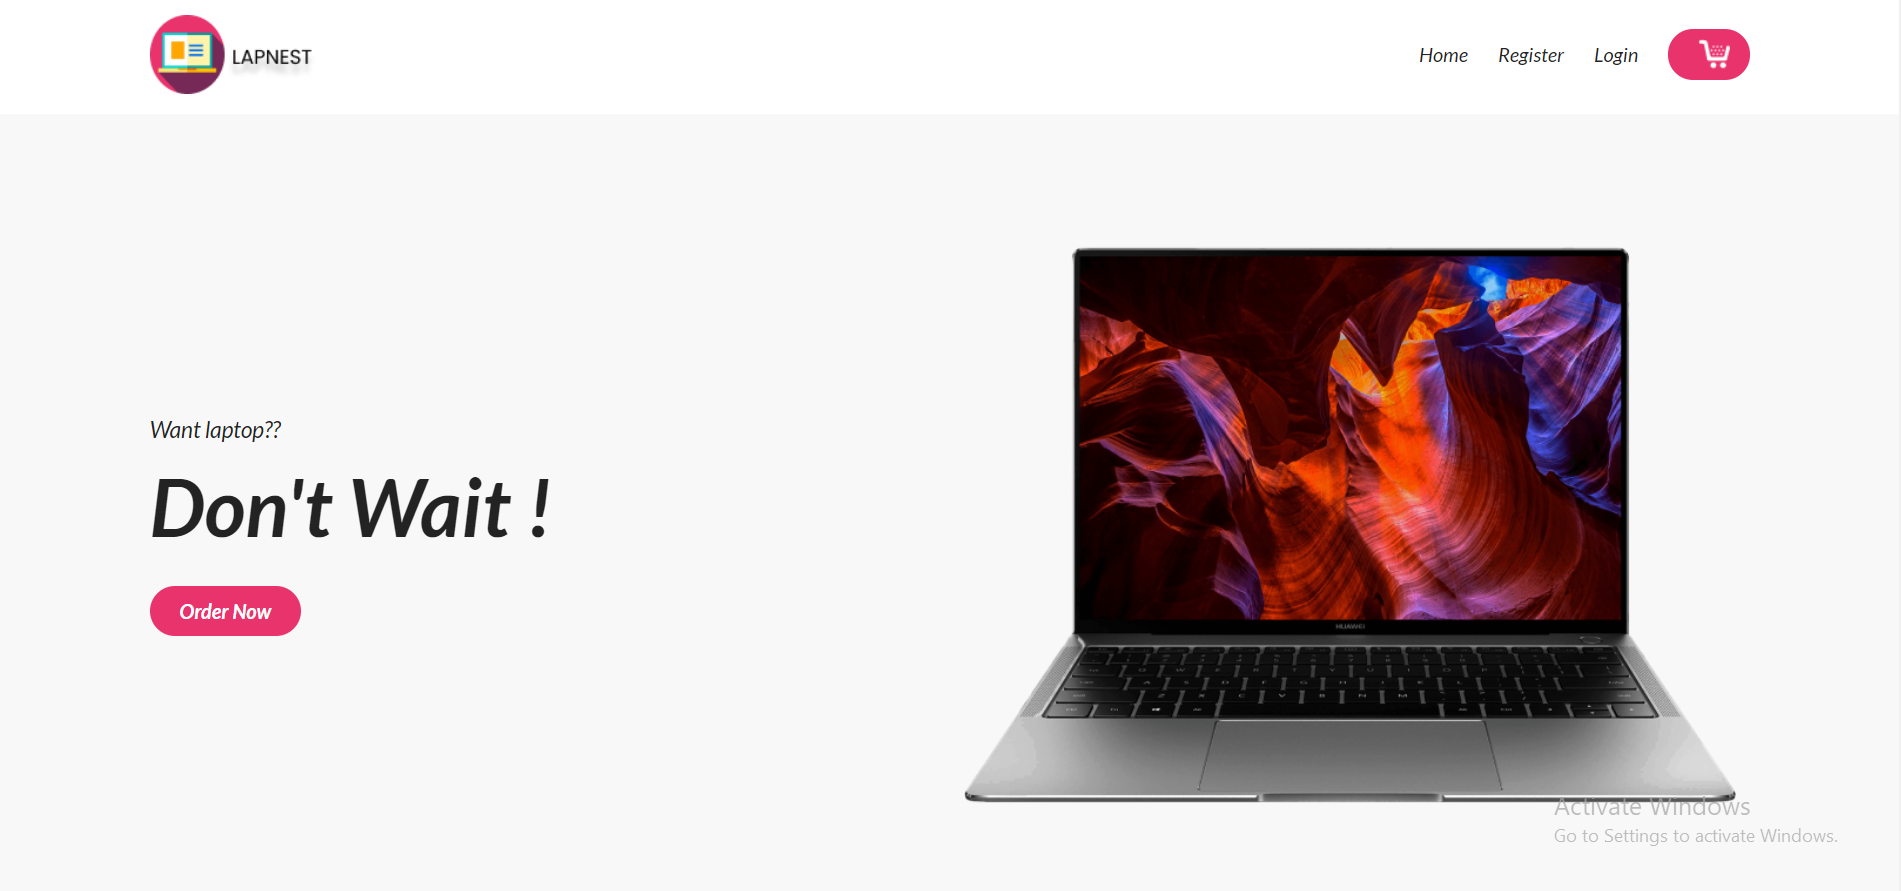 LAPNEST
Home Register Login
Want laptop??
Don't Wait !
Order Now
HUAWEI
Activate Windows
Go to Settings to activate Windows.